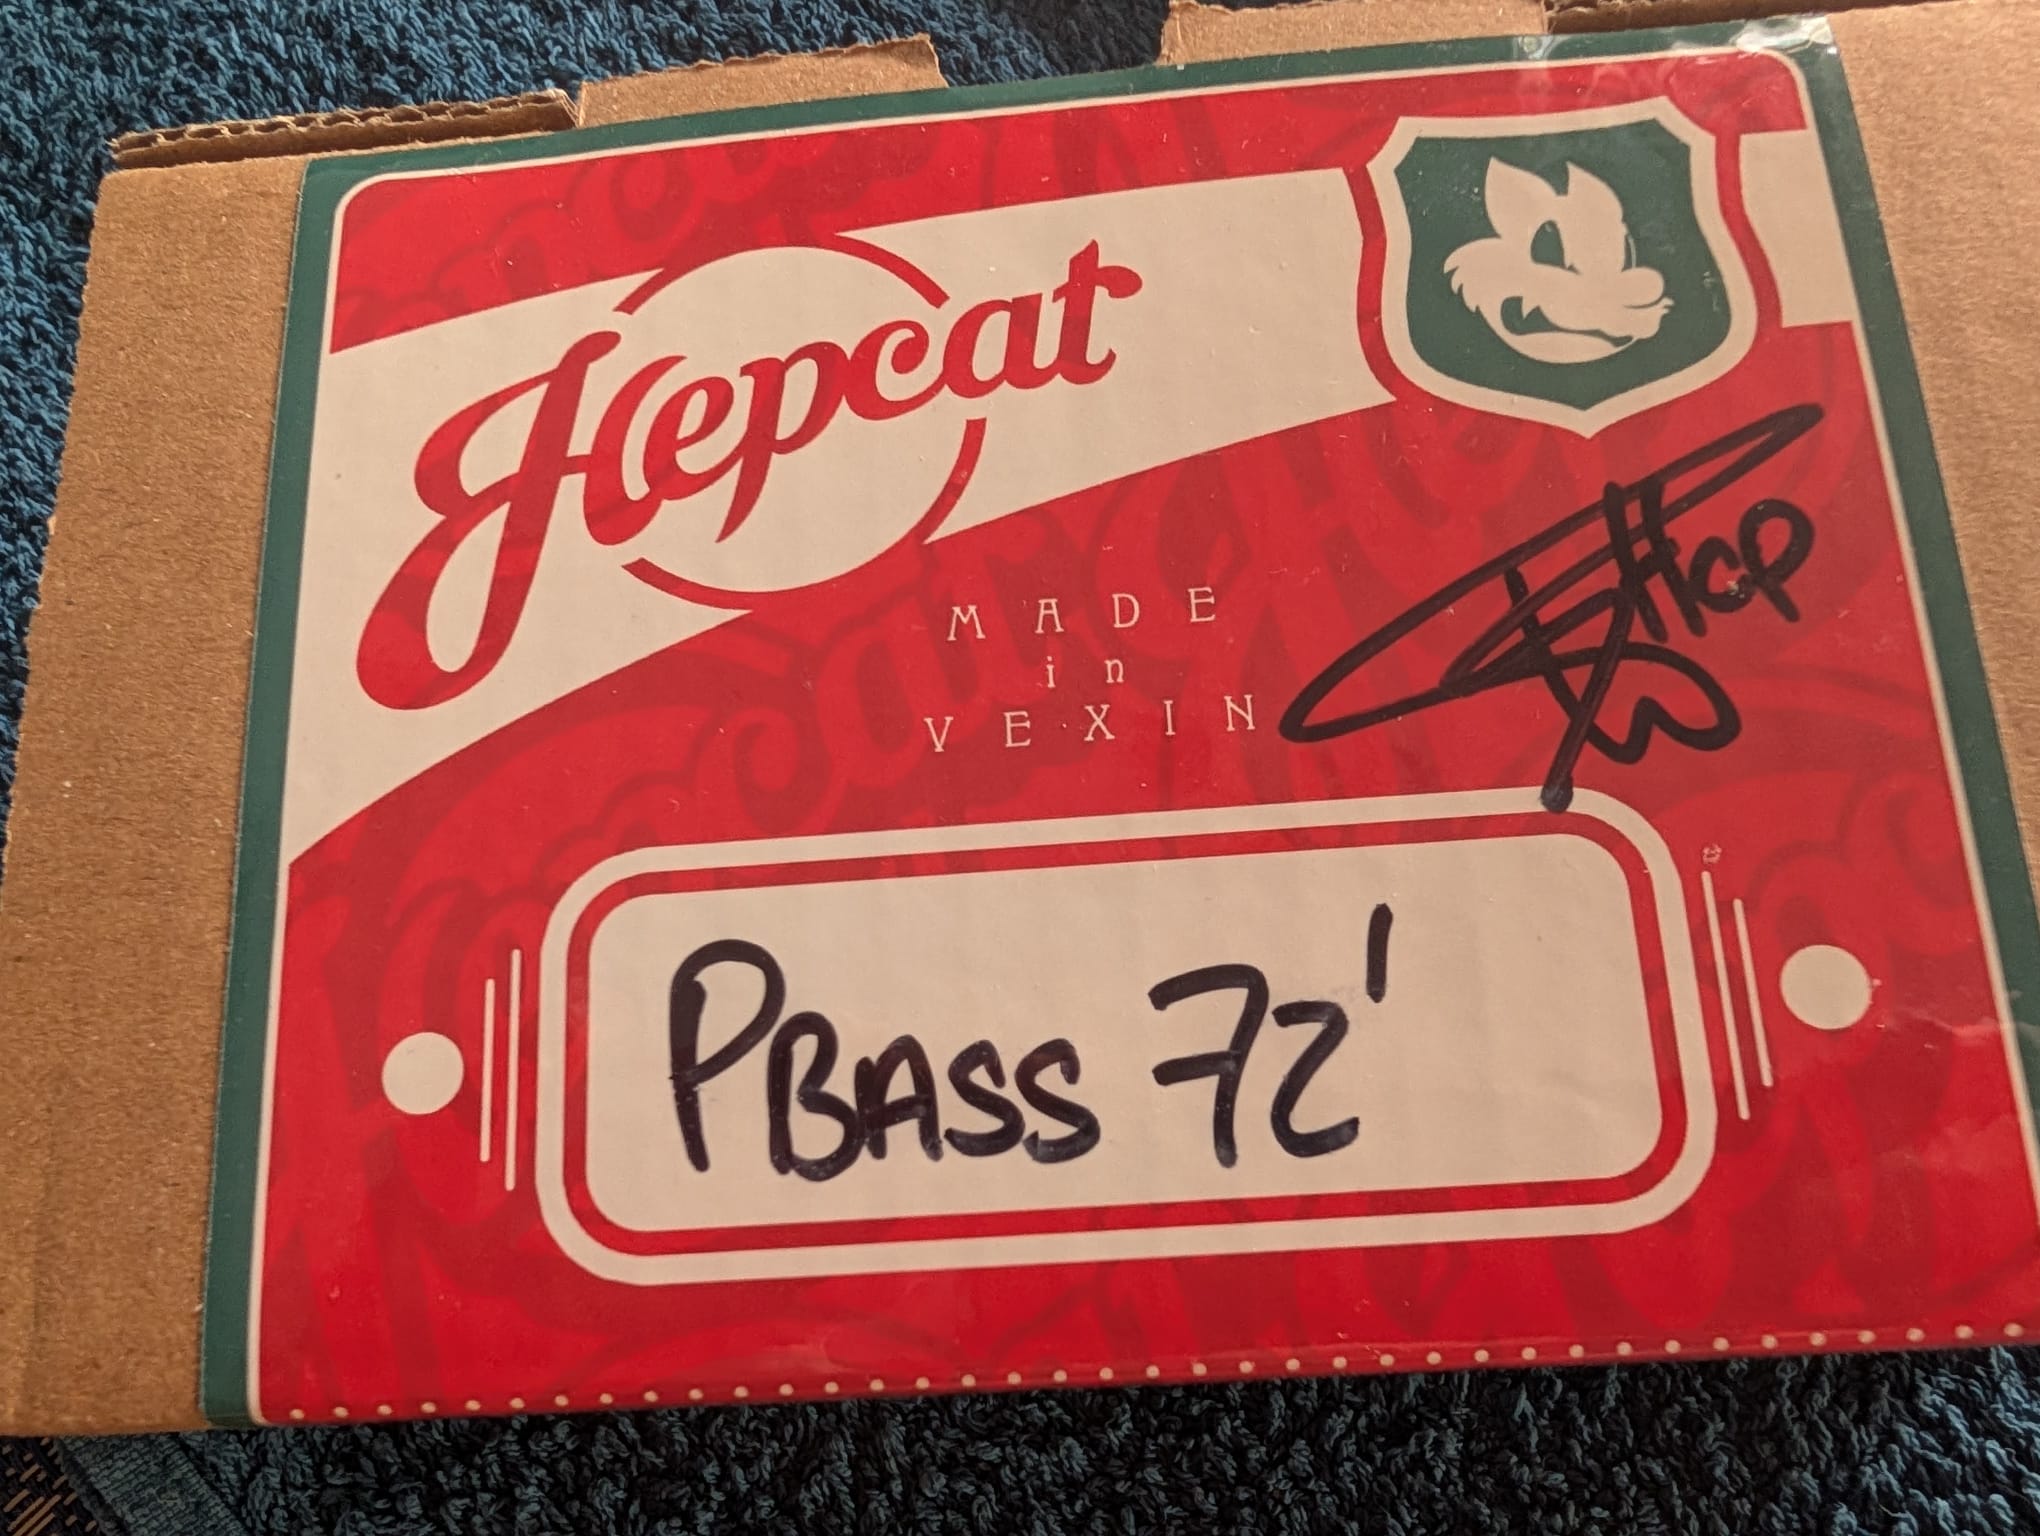 Hepcat
MADE
in
VEXIN
PBASS 72'